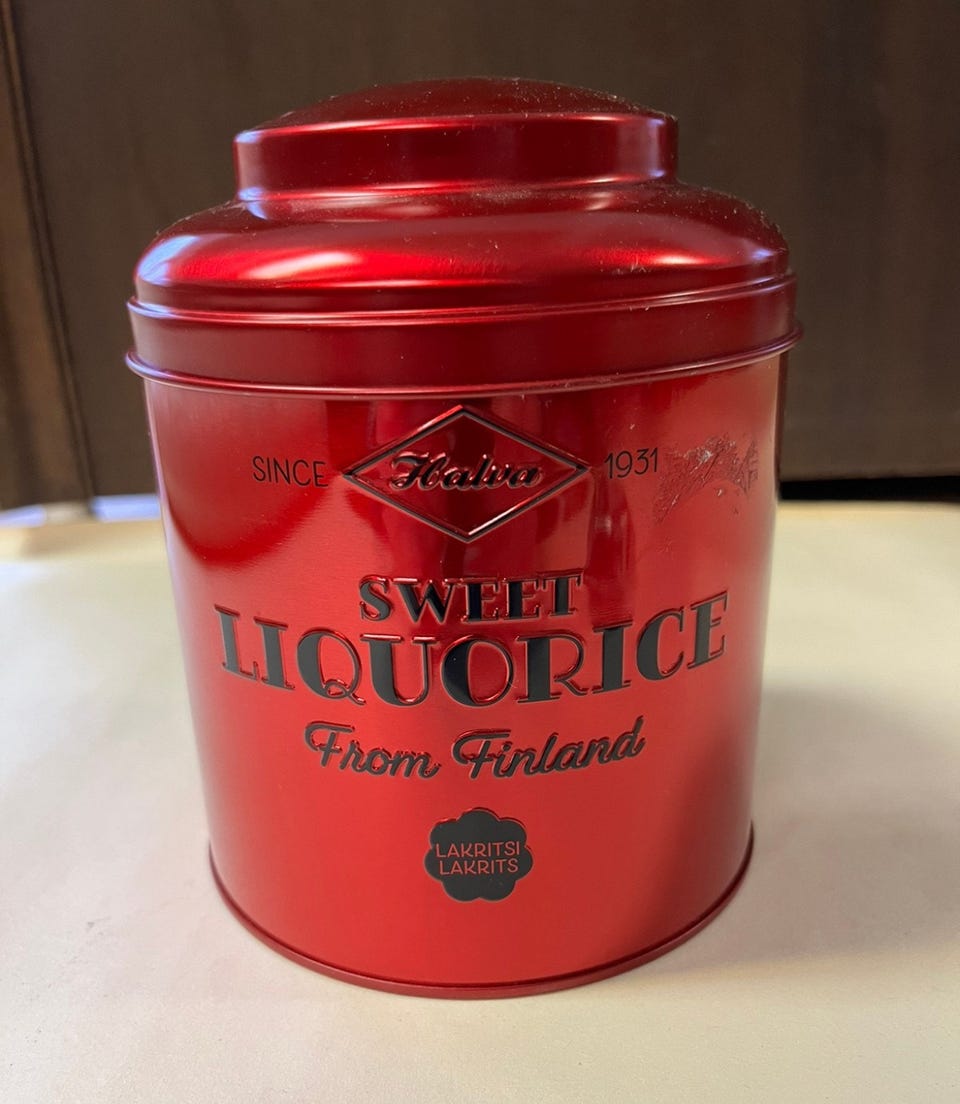 SINCE Halva 1931
SWEET
LIQUORICE
From Finland
LAKRITSI
LAKRITS